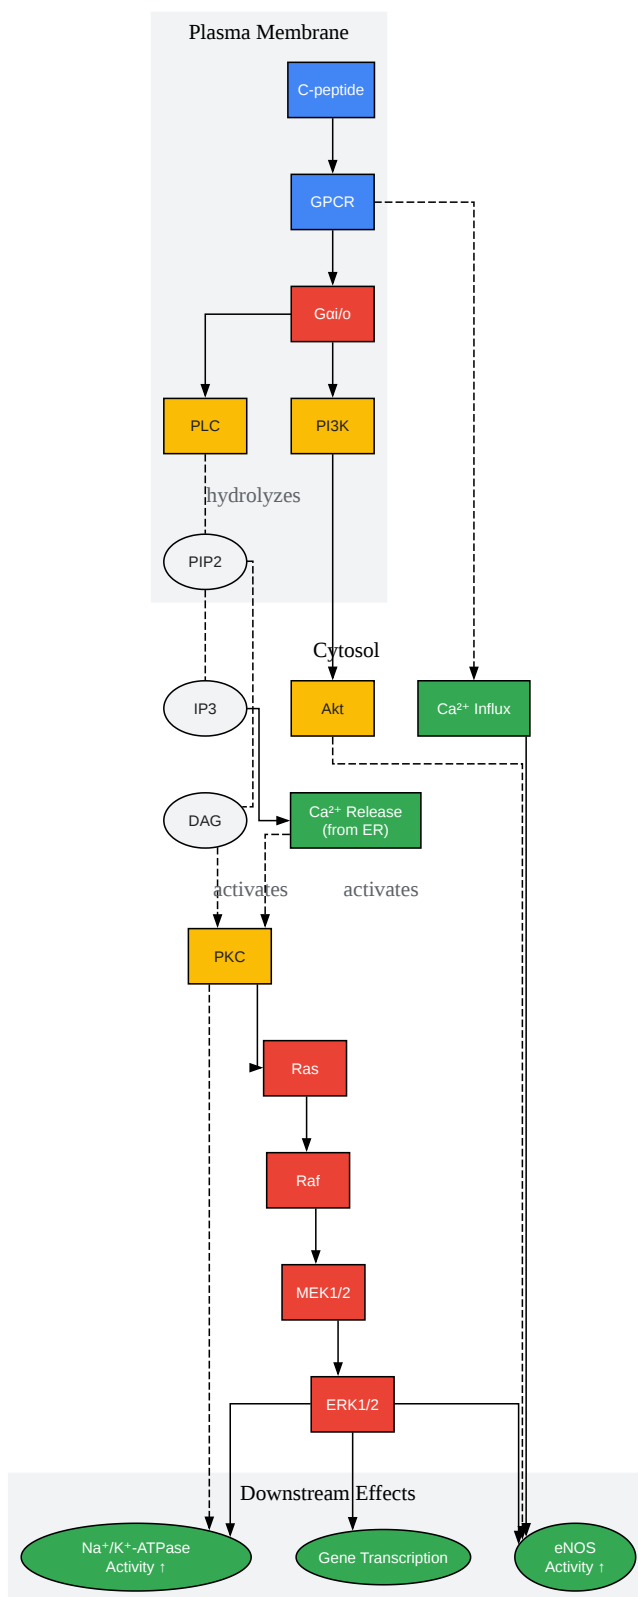 Plasma Membrane
C-peptide
GPCR
Gαi/o
PLC
PI3K
hydrolyzes
PIP2
Cytosol
IP3
Akt
Ca²⁺ Influx
DAG
Ca²⁺ Release
(from ER)
activates
activates
PKC
Ras
Raf
MEK1/2
ERK1/2
Downstream Effects
Na⁺/K⁺-ATPase
Activity ↑
Gene Transcription
eNOS
Activity ↑